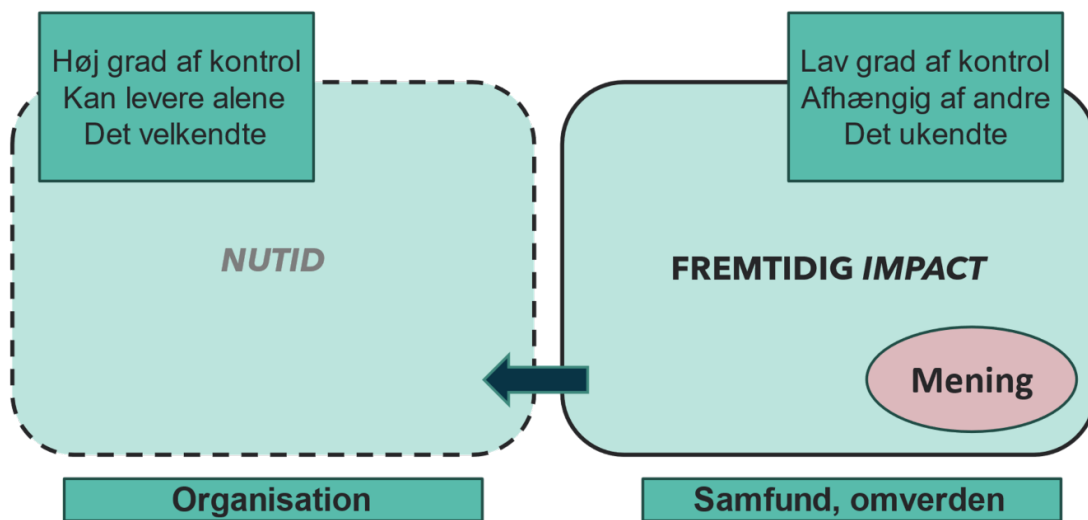 Høj grad af kontrol
Kan levere alene
Det velkendte
Lav grad af kontrol
Afhængig af andre
Det ukendte
NUTID
FREMTIDIG IMPACT
Mening
Organisation
Samfund, omverden